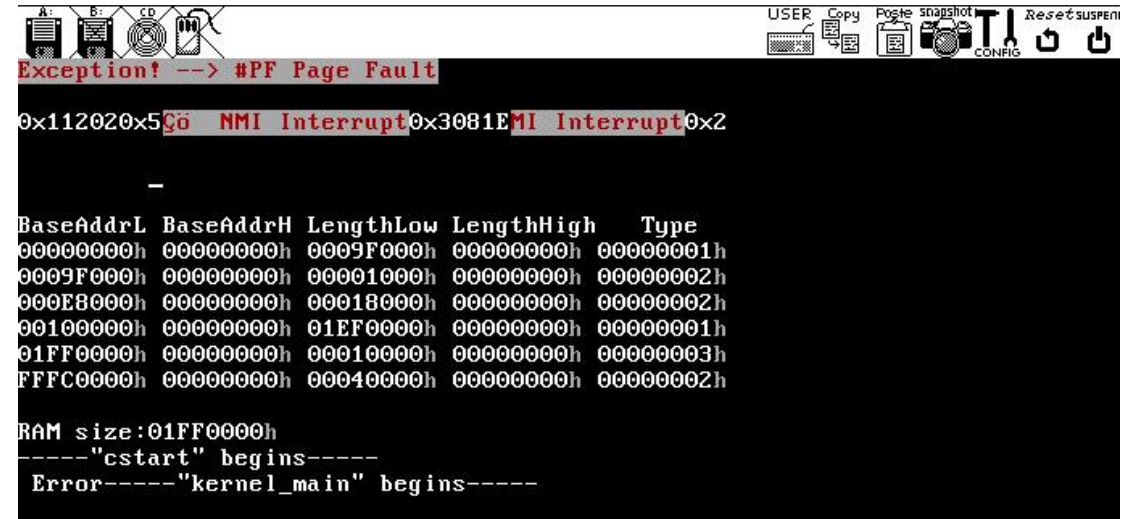 A: B: CD USER Copy Paste snapshot CONFIG Reset SUSPEN
Exception! --> #PF Page Fault
0x112020x5Çö  NMI Interrupt0x3081EMI Interrupt0x2
_
BaseAddrL BaseAddrH LengthLow LengthHigh   Type
00000000h 00000000h 0009F000h 00000000h 00000001h
0009F000h 00000000h 00001000h 00000000h 00000002h
000E8000h 00000000h 00018000h 00000000h 00000002h
00100000h 00000000h 01EF0000h 00000000h 00000001h
01FF0000h 00000000h 00010000h 00000000h 00000003h
FFFC0000h 00000000h 00040000h 00000000h 00000002h
RAM size:01FF0000h
-----"cstart" begins-----
Error-----"kernel_main" begins-----